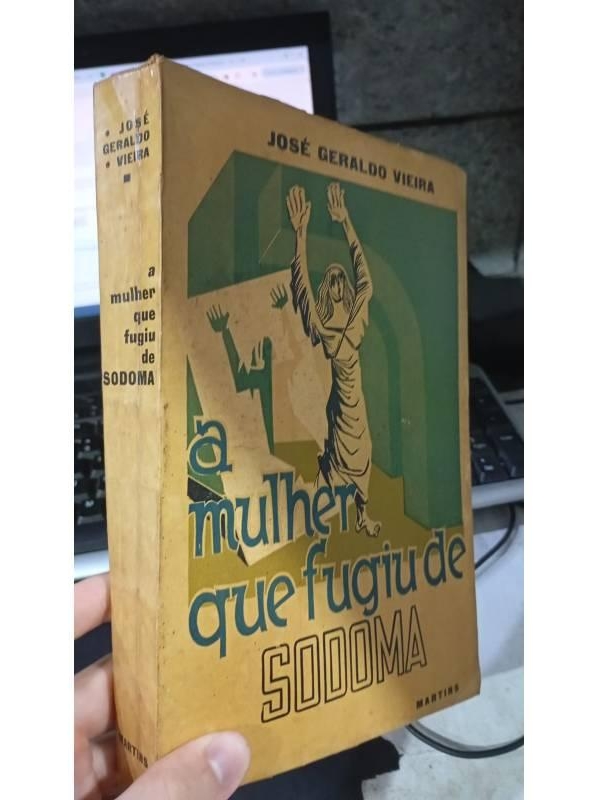 • JOSÉ
GERALDO
• VIEIRA
a
mulher
que
fugiu
de
SODOMA
MARTINS
JOSÉ GERALDO VIEIRA
a
mulher
que fugiu de
SODOMA
MARTINS